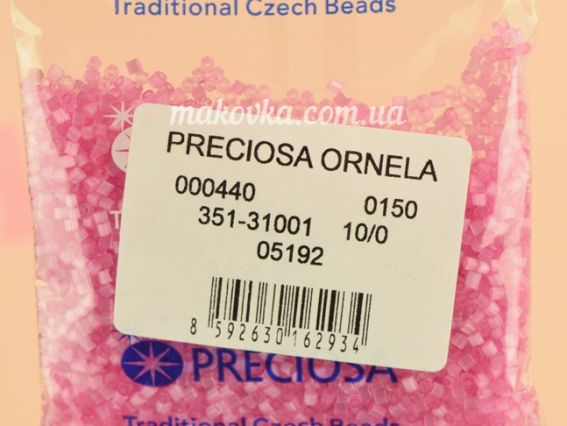 Traditional Czech Beads
makovka.com.ua
PRECIOSA ORNELA
000440 0150
351-31001 10/0
05192
8 592630 162934
PRECIOSA
Traditional Czech Beads